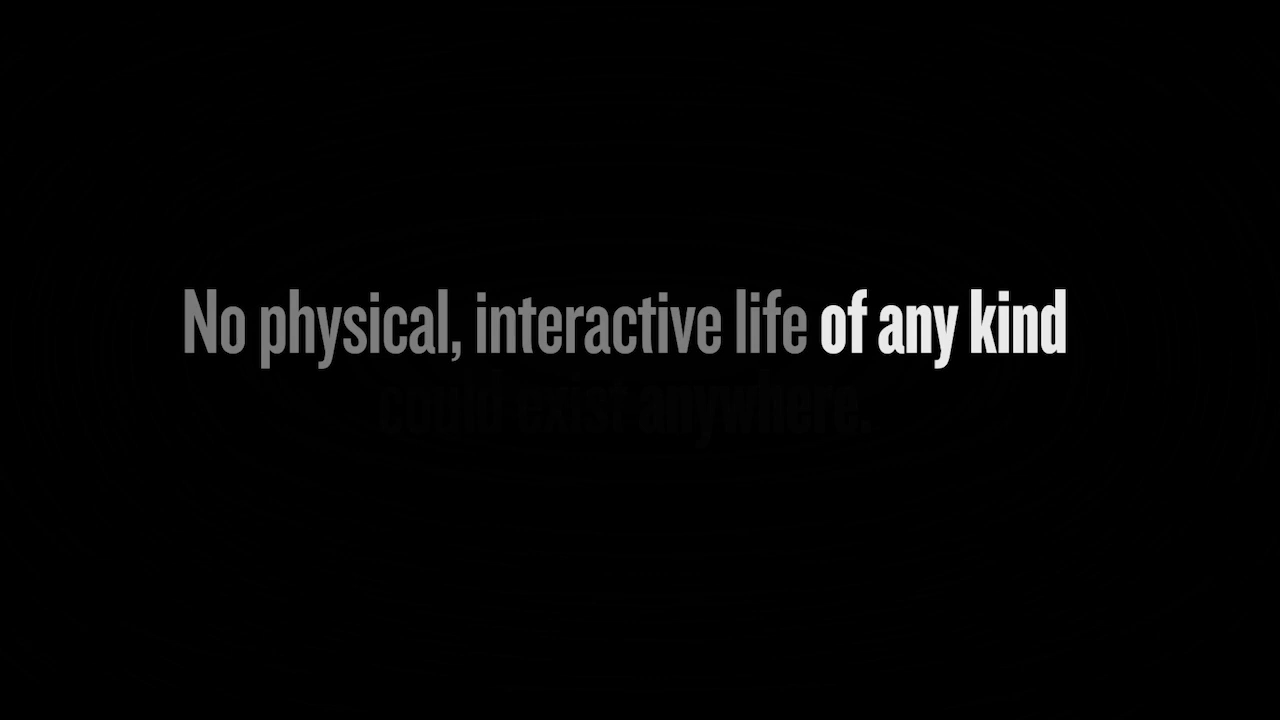 No physical, interactive life of any kind
could exist anywhere.